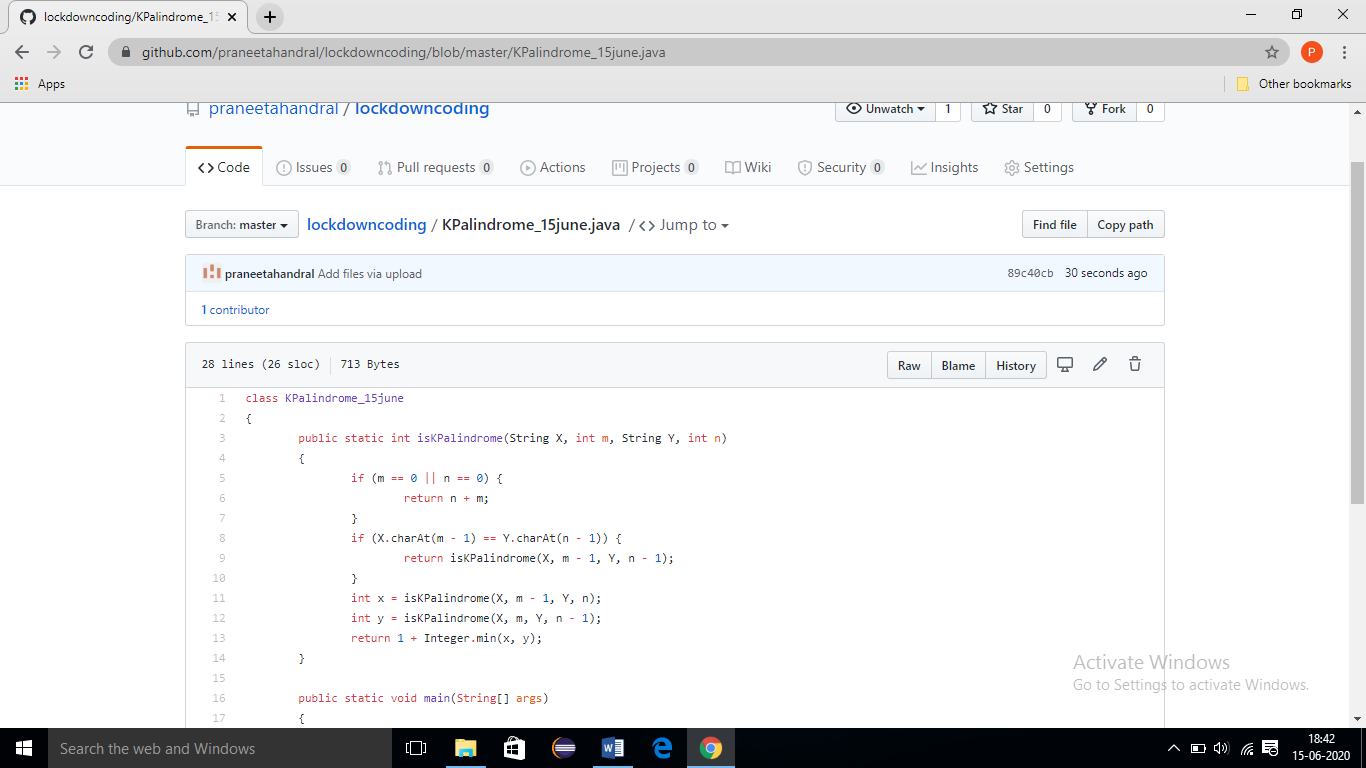 lockdowncoding/KPalindrome_15
github.com/praneetahandral/lockdowncoding/blob/master/KPalindrome_15june.java
P
Apps
Other bookmarks
praneetahandral / lockdowncoding
Unwatch 1
Star 0
Fork 0
Code
Issues 0
Pull requests 0
Actions
Projects 0
Wiki
Security 0
Insights
Settings
Branch: master
lockdowncoding / KPalindrome_15june.java / <> Jump to
Find file
Copy path
praneetahandral Add files via upload
89c40cb 30 seconds ago
1 contributor
28 lines (26 sloc) 713 Bytes
Raw
Blame
History
1 class KPalindrome_15june
2 {
3 public static int isKPalindrome(String X, int m, String Y, int n)
4 {
5 if (m == 0 || n == 0) {
6 return n + m;
7 }
8 if (X.charAt(m - 1) == Y.charAt(n - 1)) {
9 return isKPalindrome(X, m - 1, Y, n - 1);
10 }
11 int x = isKPalindrome(X, m - 1, Y, n);
12 int y = isKPalindrome(X, m, Y, n - 1);
13 return 1 + Integer.min(x, y);
14 }
15
16 public static void main(String[] args)
17 {
Activate Windows
Go to Settings to activate Windows.
Search the web and Windows
18:42
15-06-2020